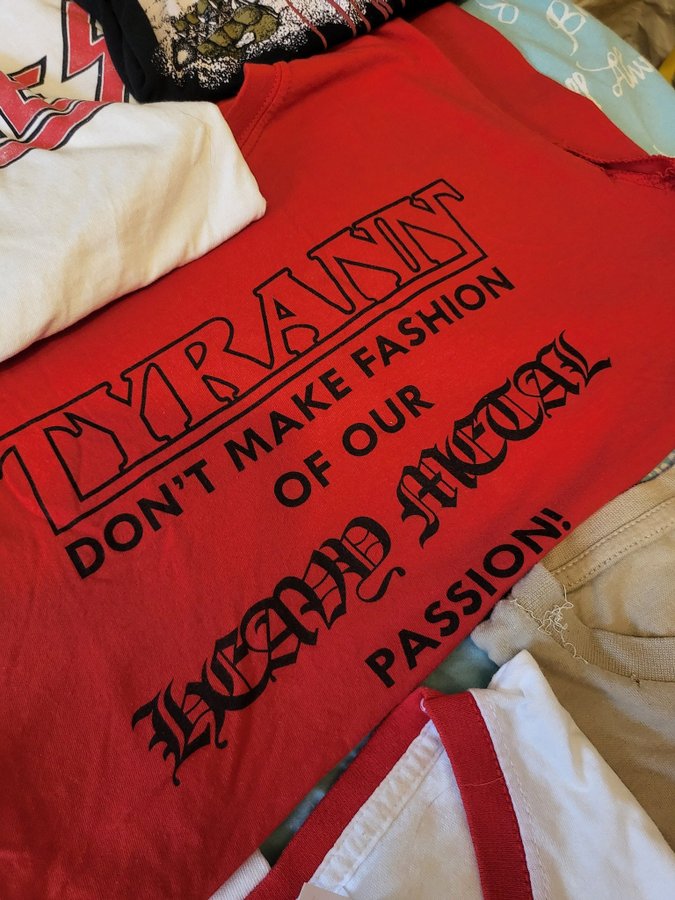 TYRANN
DON'T MAKE FASHION
OF OUR
HEAVY METAL
PASSION!